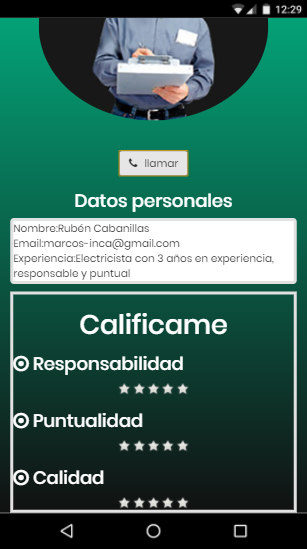 12:29
llamar
Datos personales
Nombre:Rubén Cabanillas
Email:marcos-inca@gmail.com
Experiencia:Electricista con 3 años en experiencia,
responsable y puntual
Calificame
Responsabilidad
Puntualidad
Calidad